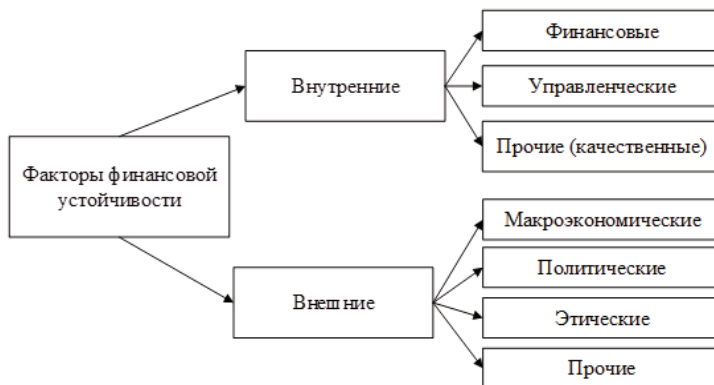 Финансовые
Внутренние
Управленческие
Прочие (качественные)
Факторы финансовой
устойчивости
Макроэкономические
Политические
Внешние
Этические
Прочие